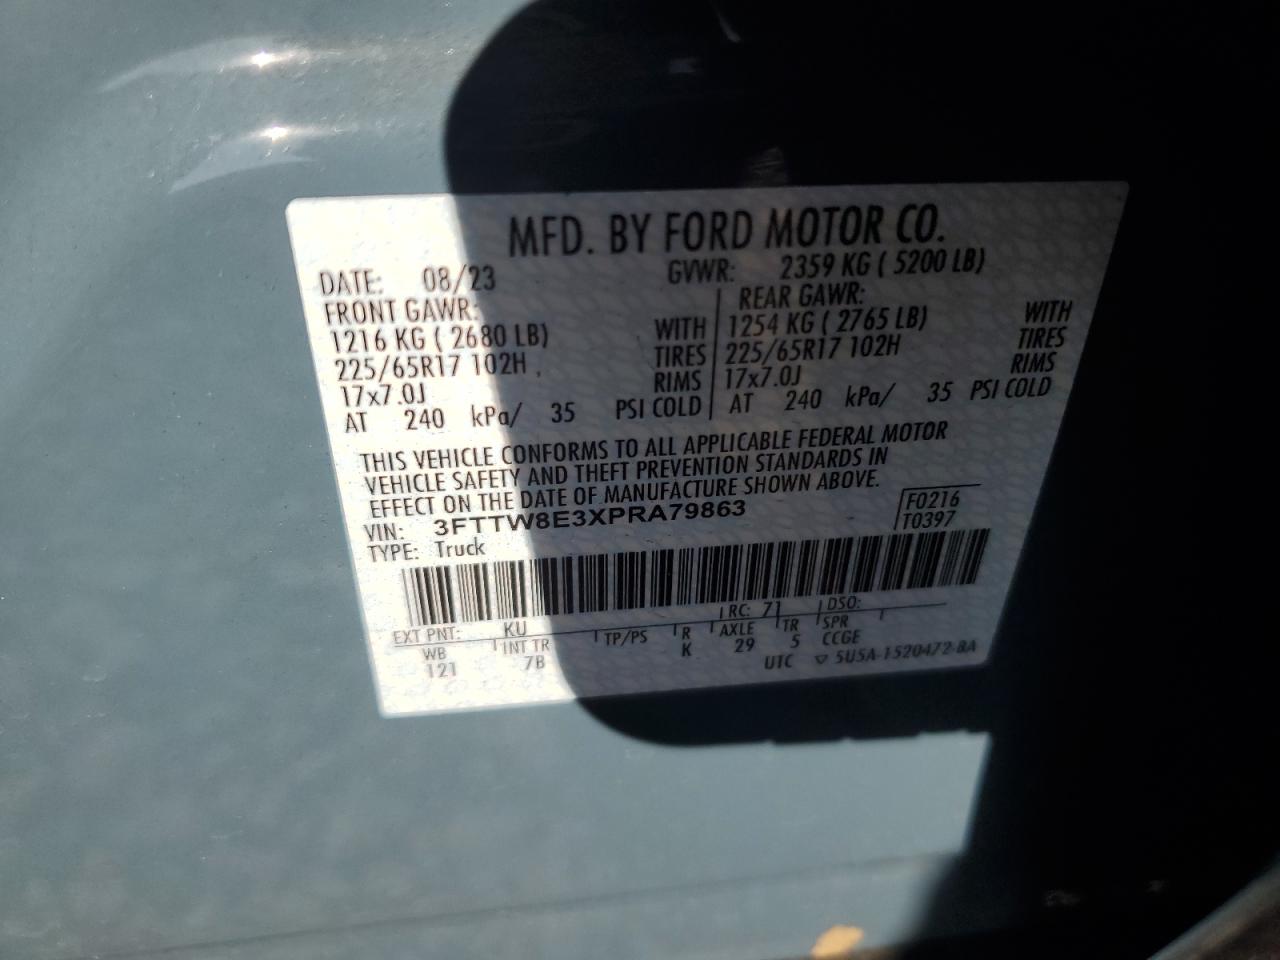 MFD. BY FORD MOTOR CO.
DATE: 08/23 GVWR: 2359 KG ( 5200 LB)
FRONT GAWR: REAR GAWR:
1216 KG ( 2680 LB) WITH 1254 KG ( 2765 LB) WITH
225/65R17 102H TIRES 225/65R17 102H TIRES
17x7.0J RIMS 17x7.0J RIMS
AT 240 kPa/ 35 PSI COLD AT 240 kPa/ 35 PSI COLD
THIS VEHICLE CONFORMS TO ALL APPLICABLE FEDERAL MOTOR
VEHICLE SAFETY AND THEFT PREVENTION STANDARDS IN
EFFECT ON THE DATE OF MANUFACTURE SHOWN ABOVE.
VIN: 3FTTW8E3XPRA79863 F0216
TYPE: Truck T0397
EXT PNT: KU RC: 71 DSO:
WB INT TR TP/PS R AXLE TR SPR
121 7B K 29 5 CCGE
UTC ▽ 5U5A-1520472-BA